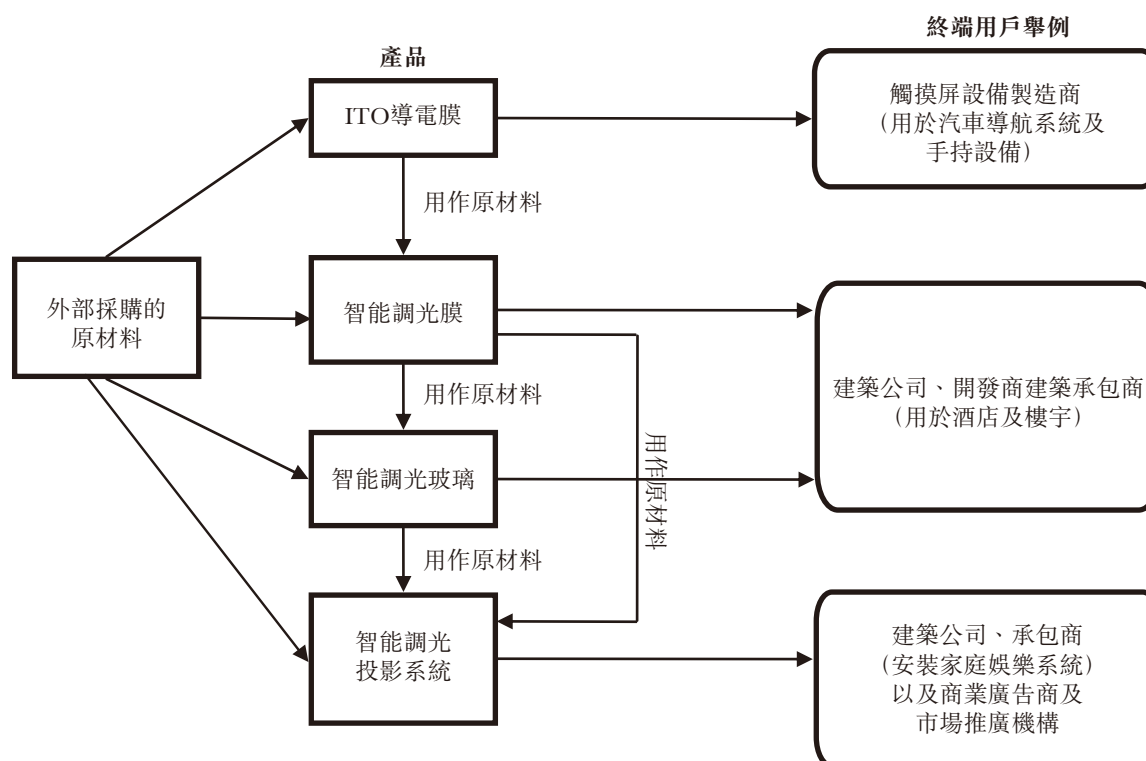 終端用戶舉例
產品
ITO導電膜
觸摸屏設備製造商
（用於汽車導航系統及
手持設備）
用作原材料
外部採購的
原材料
智能調光膜
用作原材料
建築公司、開發商建築承包商
（用於酒店及樓宇）
智能調光玻璃
用作原材料
用作原材料
智能調光
投影系統
建築公司、承包商
（安裝家庭娛樂系統）
以及商業廣告商及
市場推廣機構